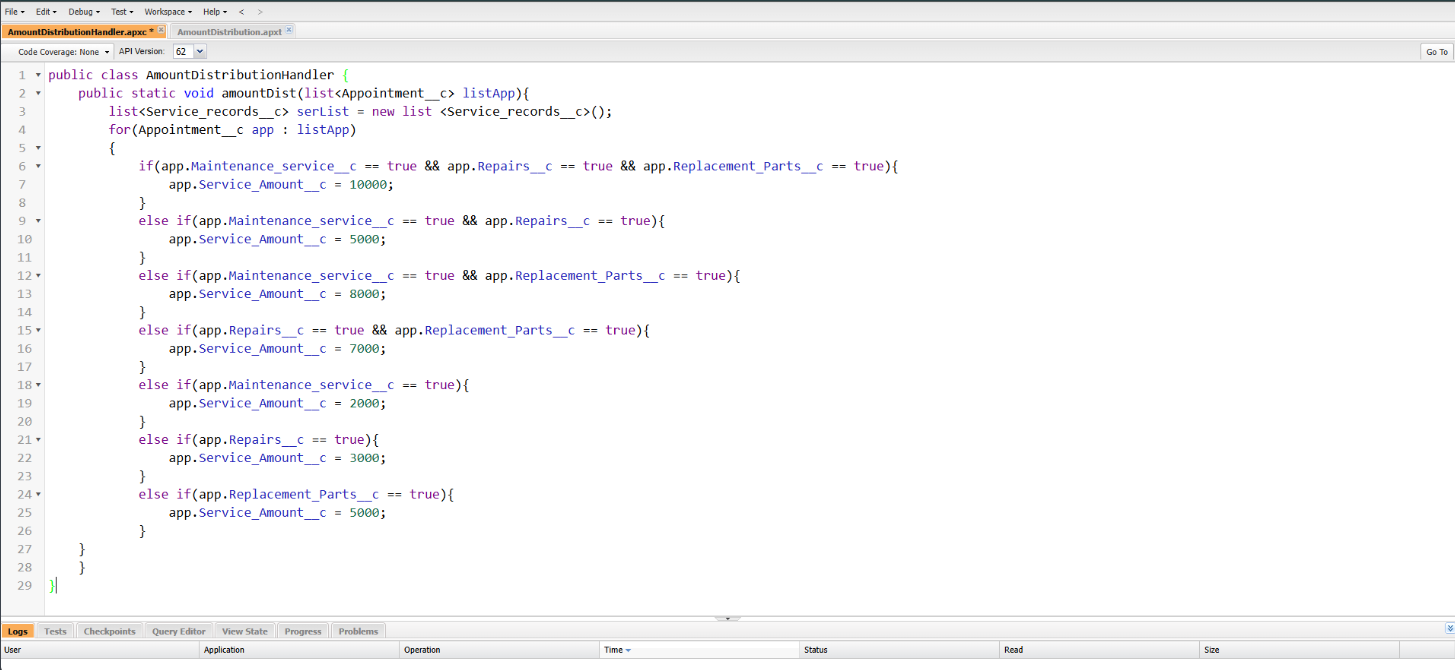 File Edit Debug Test Workspace Help < >
AmountDistributionHandler.apxc * AmountDistribution.apxt
Code Coverage: None API Version: 62 Go To
1 public class AmountDistributionHandler {
2 public static void amountDist(list<Appointment__c> listApp){
3 list<Service_records__c> serList = new list <Service_records__c>();
4 for(Appointment__c app : listApp)
5 {
6 if(app.Maintenance_service__c == true && app.Repairs__c == true && app.Replacement_Parts__c == true){
7 app.Service_Amount__c = 10000;
8 }
9 else if(app.Maintenance_service__c == true && app.Repairs__c == true){
10 app.Service_Amount__c = 5000;
11 }
12 else if(app.Maintenance_service__c == true && app.Replacement_Parts__c == true){
13 app.Service_Amount__c = 8000;
14 }
15 else if(app.Repairs__c == true && app.Replacement_Parts__c == true){
16 app.Service_Amount__c = 7000;
17 }
18 else if(app.Maintenance_service__c == true){
19 app.Service_Amount__c = 2000;
20 }
21 else if(app.Repairs__c == true){
22 app.Service_Amount__c = 3000;
23 }
24 else if(app.Replacement_Parts__c == true){
25 app.Service_Amount__c = 5000;
26 }
27 }
28 }
29 }
Logs Tests Checkpoints Query Editor View State Progress Problems
User Application Operation Time Status Read Size